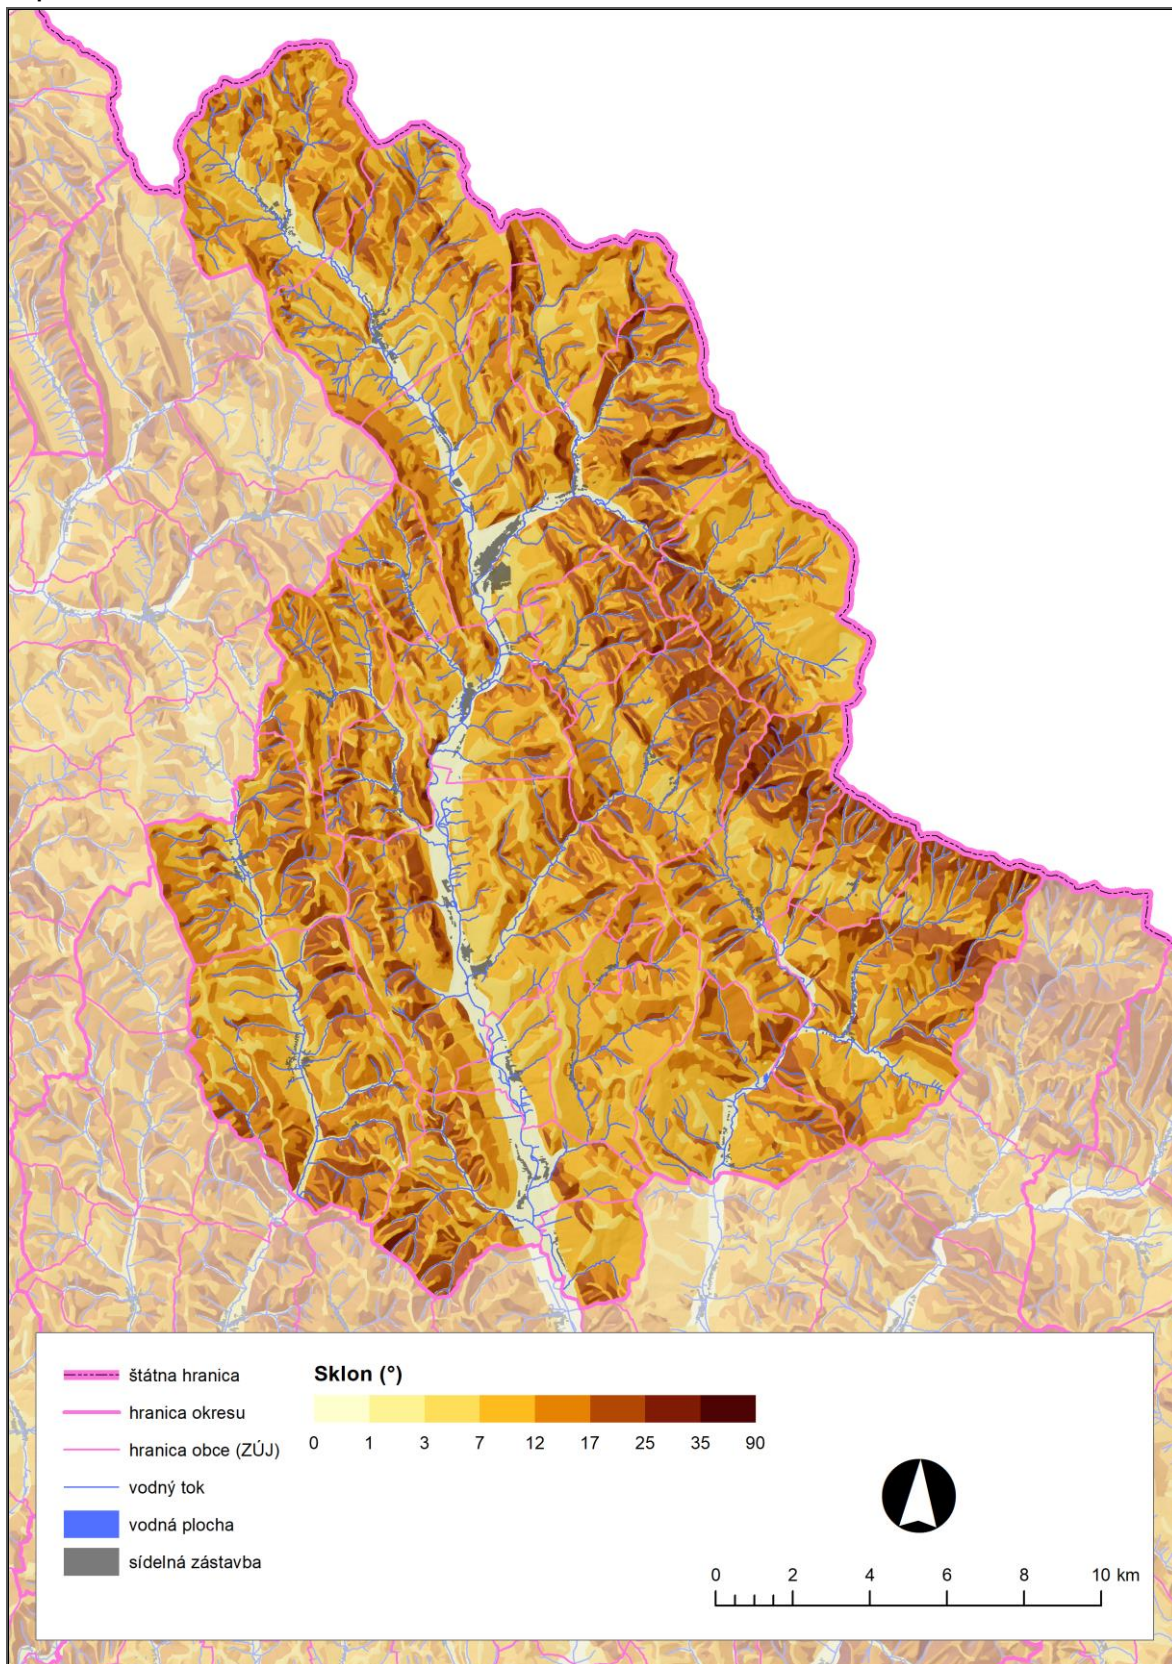 štátna hranica
hranica okresu
hranica obce (ZÚJ)
vodný tok
vodná plocha
sídelná zástavba
Sklon (°)
0 1 3 7 12 17 25 35 90
0 2 4 6 8 10 km